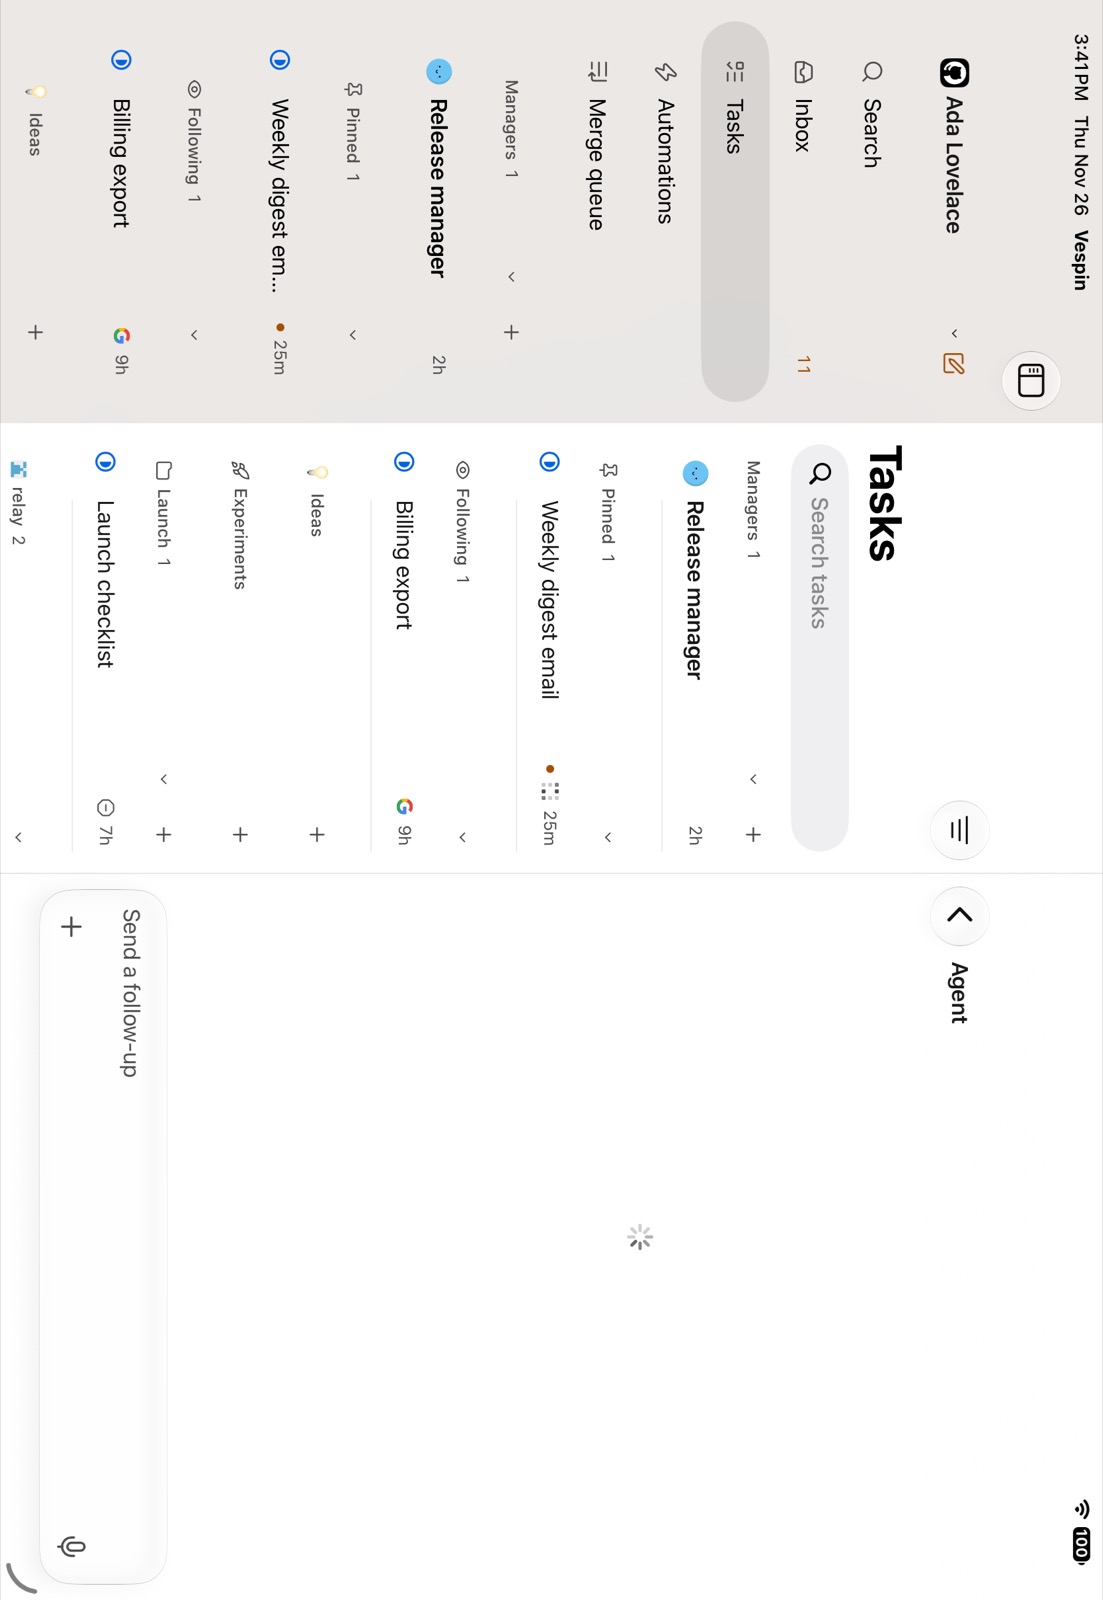 3:41 PM Thu Nov 26 Vespin
100
Ada Lovelace
Search
Inbox 11
Tasks
Automations
Merge queue
Managers 1
Release manager 2h
Pinned 1
Weekly digest em... 25m
Following 1
Billing export 9h
Ideas
Tasks
Search tasks
Managers 1
Release manager 2h
Pinned 1
Weekly digest email 25m
Following 1
Billing export 9h
Ideas
Experiments
Launch 1
Launch checklist 7h
relay 2
Agent
Send a follow-up